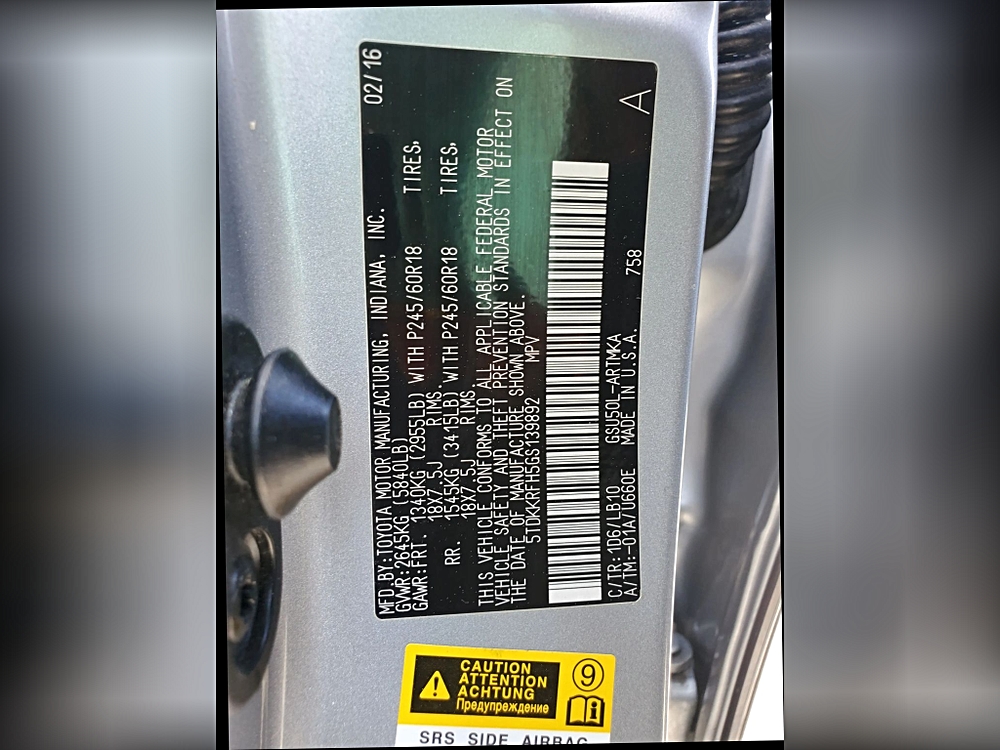 MFD.BY:TOYOTA MOTOR MANUFACTURING, INDIANA, INC. 02/16
GVWR:2645KG (5840LB)
GAWR:FRT. 1340KG (2955LB) WITH P245/60R18 TIRES,
18X7.5J RIMS.
RR. 1545KG (3415LB) WITH P245/60R18 TIRES,
18X7.5J RIMS.
THIS VEHICLE CONFORMS TO ALL APPLICABLE FEDERAL MOTOR
VEHICLE SAFETY AND THEFT PREVENTION STANDARDS IN EFFECT ON
THE DATE OF MANUFACTURE SHOWN ABOVE.
5TDKKRFH5GS139892 MPV
C/TR:1D6/LB10 GSU50L-ARTMKA 758 A
A/TM:-01A/U660E MADE IN U.S.A.
CAUTION
ATTENTION
ACHTUNG
Предупреждение
9
SRS SIDE AIRBAG